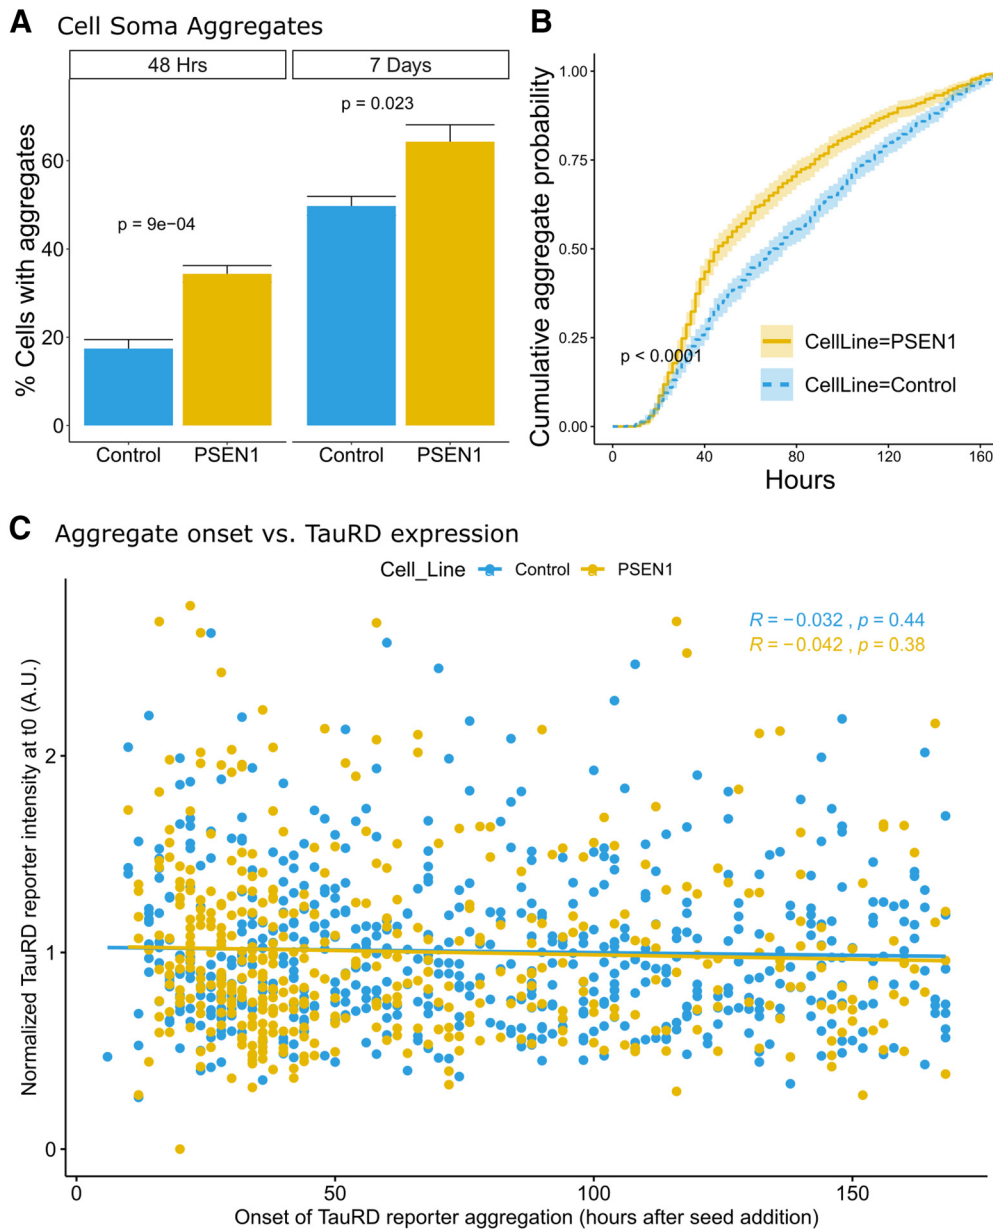 A Cell Soma Aggregates
48 Hrs
7 Days
p = 0.023
p = 9e−04
% Cells with aggregates
60
40
20
0
Control
PSEN1
Control
PSEN1
B
1.00
0.75
0.50
0.25
0.00
Cumulative aggregate probability
p < 0.0001
CellLine=PSEN1
CellLine=Control
0
40
80
120
160
Hours
C Aggregate onset vs. TauRD expression
Cell_Line Control PSEN1
R = −0.032 , p = 0.44
R = −0.042 , p = 0.38
Normalized TauRD reporter intensity at t0 (A.U.)
2
1
0
0
50
100
150
Onset of TauRD reporter aggregation (hours after seed addition)